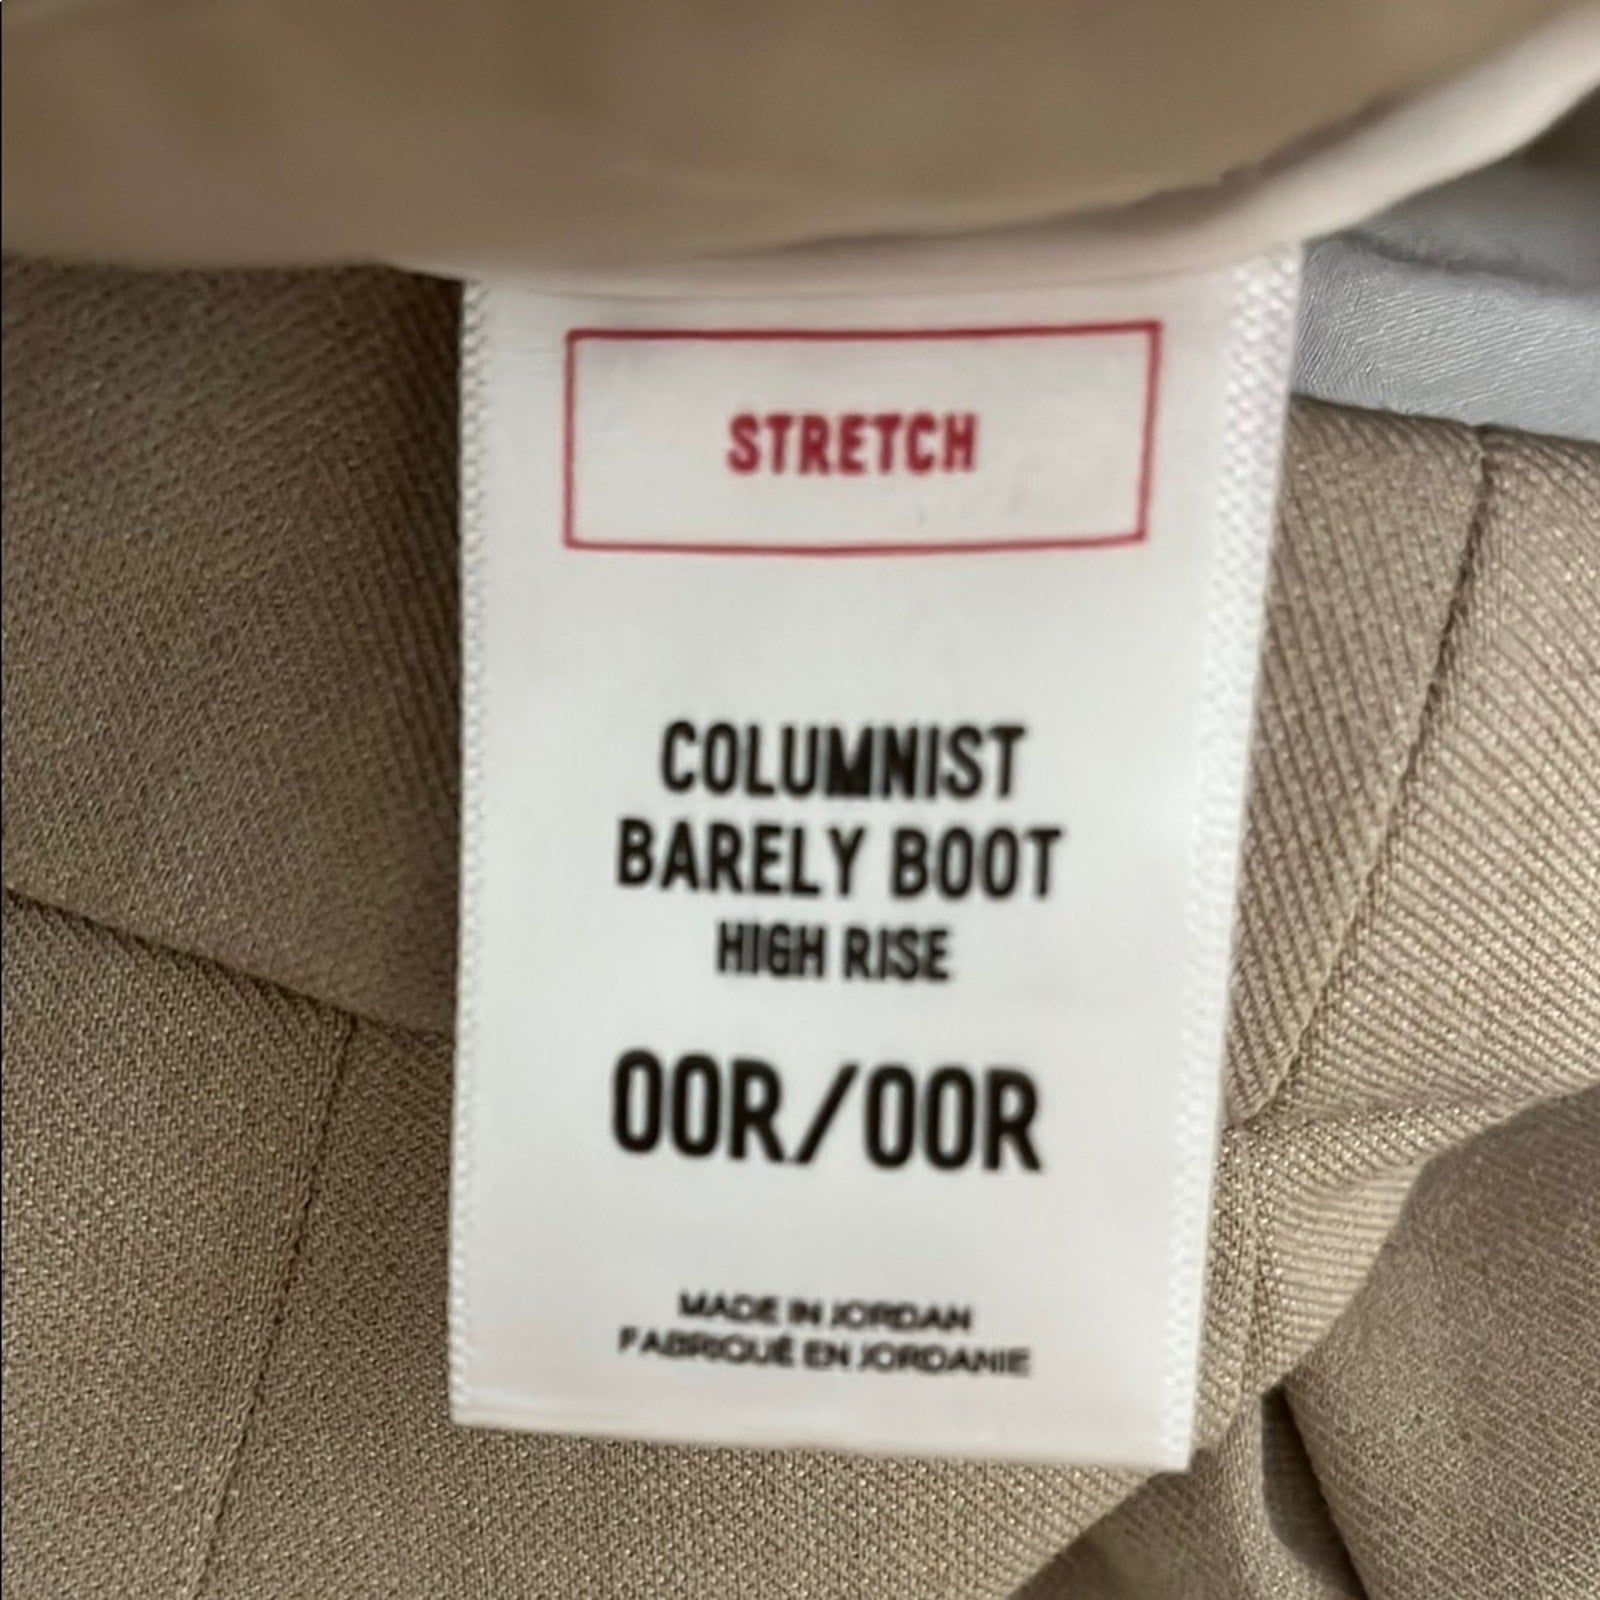 STRETCH
COLUMNIST
BARELY BOOT
HIGH RISE
00R/00R
MADE IN JORDAN
FABRIQUÉ EN JORDANIE